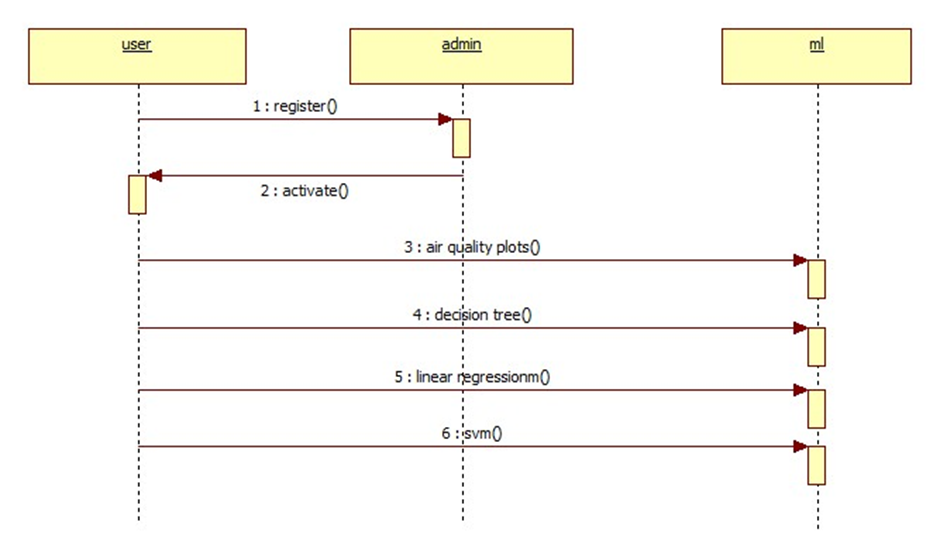 user
admin
ml
1 : register()
2 : activate()
3 : air quality plots()
4 : decision tree()
5 : linear regressionm()
6 : svm()